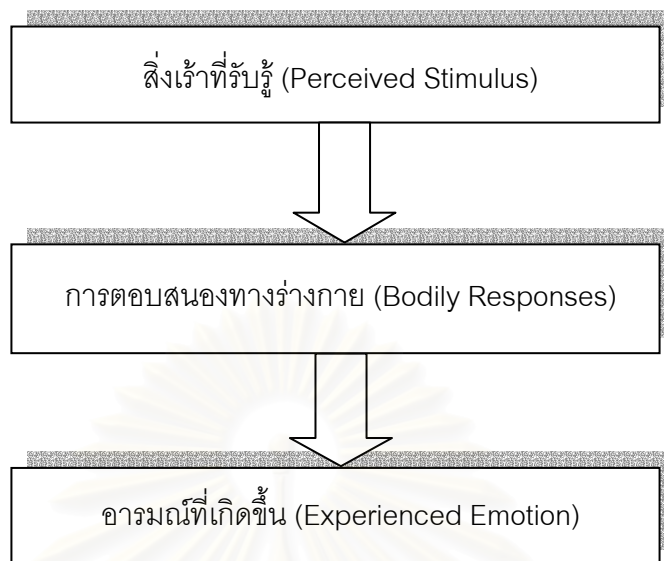 สิ่งเร้าที่รับรู้ (Perceived Stimulus)
การตอบสนองทางร่างกาย (Bodily Responses)
อารมณ์ที่เกิดขึ้น (Experienced Emotion)